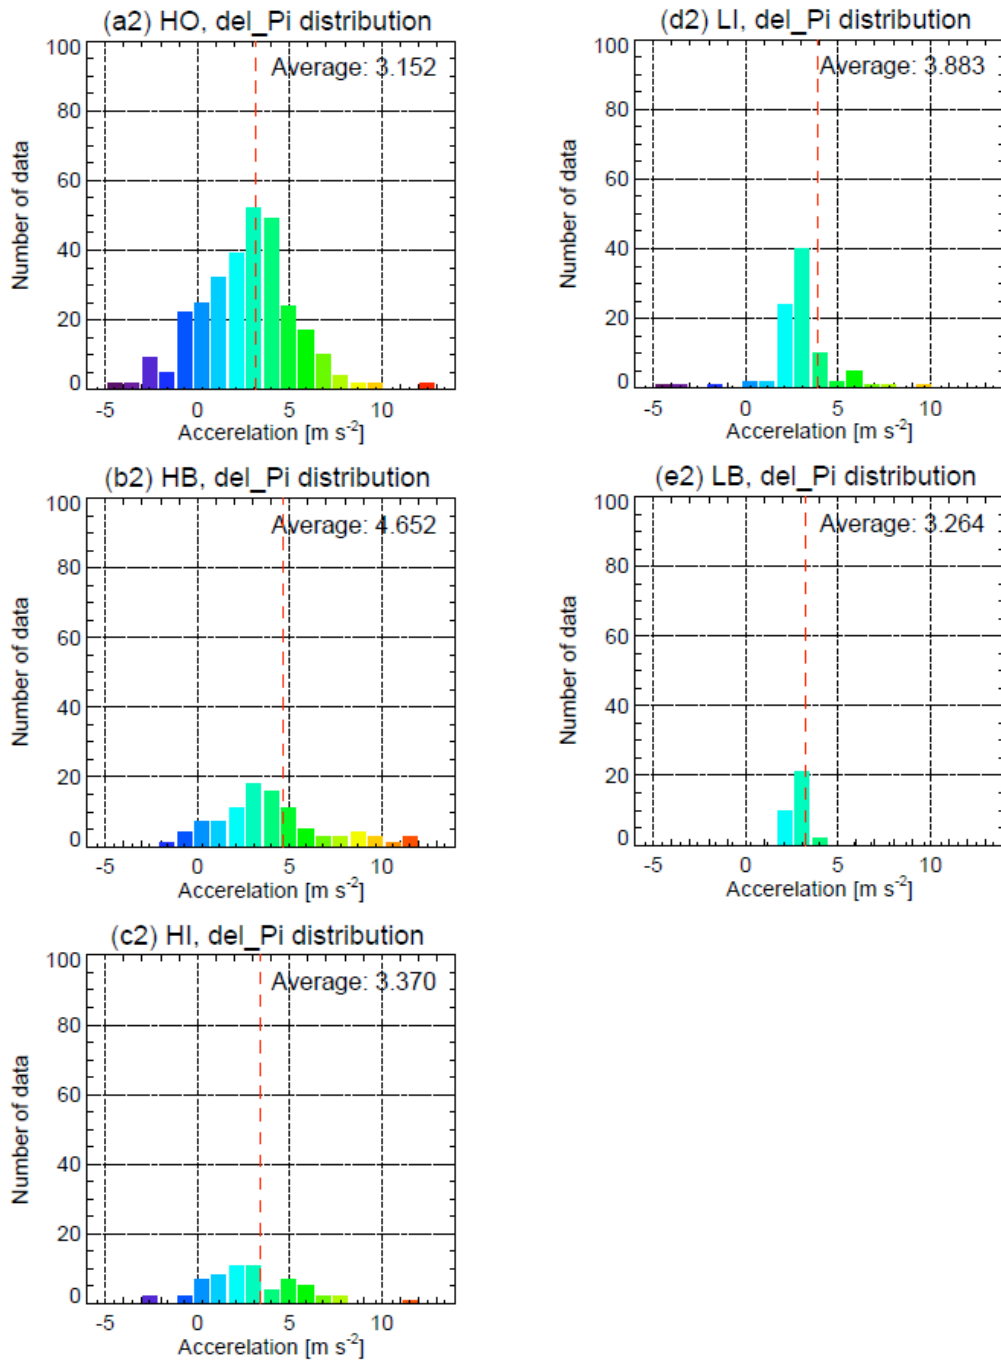 (a2) HO, del_Pi distribution
Average: 3.152
Number of data
100
80
60
40
20
0
-5 0 5 10
Accerelation [m s-2]
(b2) HB, del_Pi distribution
Average: 4.652
Number of data
100
80
60
40
20
0
-5 0 5 10
Accerelation [m s-2]
(c2) HI, del_Pi distribution
Average: 3.370
Number of data
100
80
60
40
20
0
-5 0 5 10
Accerelation [m s-2]
(d2) LI, del_Pi distribution
Average: 3.883
Number of data
100
80
60
40
20
0
-5 0 5 10
Accerelation [m s-2]
(e2) LB, del_Pi distribution
Average: 3.264
Number of data
100
80
60
40
20
0
-5 0 5 10
Accerelation [m s-2]